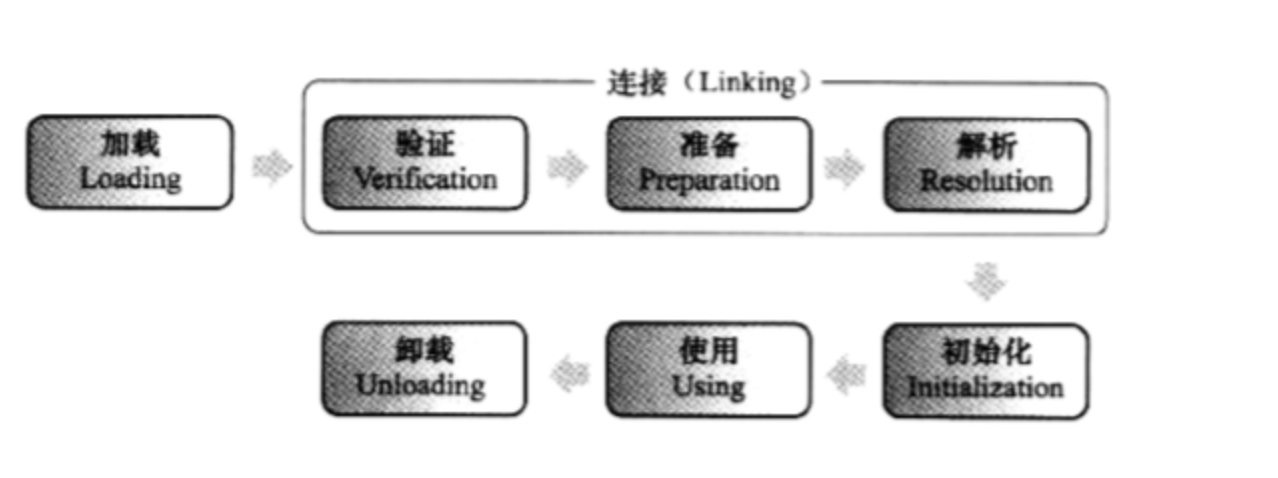 连接（Linking）
加载
Loading
验证
Verification
准备
Preparation
解析
Resolution
卸载
Unloading
使用
Using
初始化
Initialization